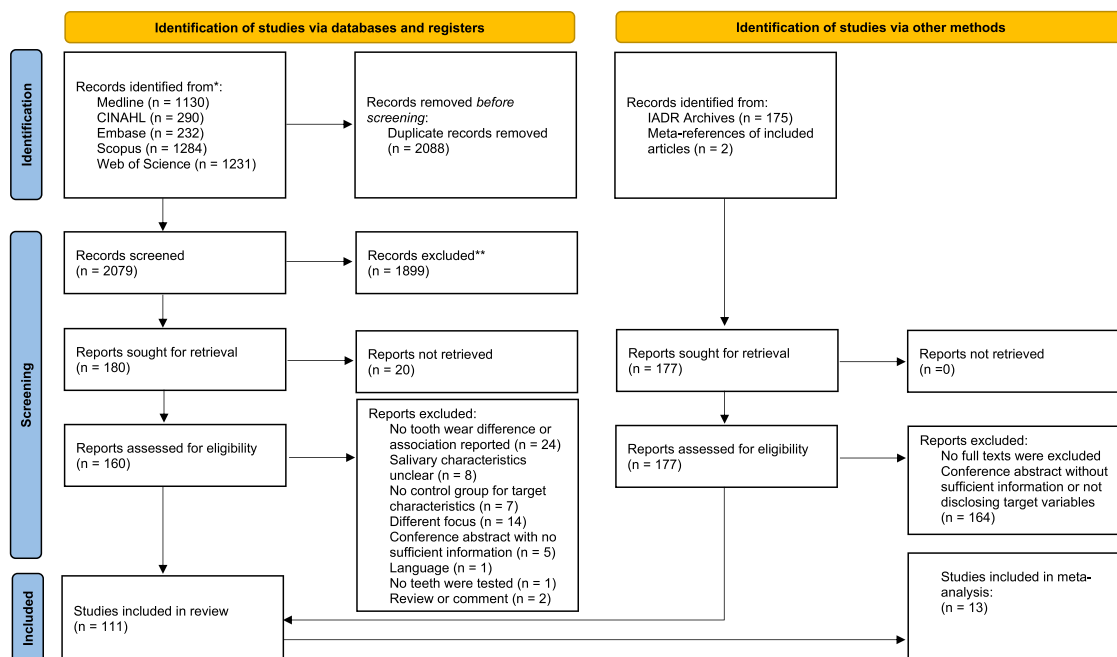 Identification of studies via databases and registers
Identification of studies via other methods
Identification
Records identified from*:
Medline (n = 1130)
CINAHL (n = 290)
Embase (n = 232)
Scopus (n = 1284)
Web of Science (n = 1231)
Records removed before
screening:
Duplicate records removed
(n = 2088)
Records identified from:
IADR Archives (n = 175)
Meta-references of included
articles (n = 2)
Screening
Records screened
(n = 2079)
Records excluded**
(n = 1899)
Reports sought for retrieval
(n = 180)
Reports not retrieved
(n = 20)
Reports sought for retrieval
(n = 177)
Reports not retrieved
(n =0)
Reports assessed for eligibility
(n = 160)
Reports excluded:
No tooth wear difference or
association reported (n = 24)
Salivary characteristics
unclear (n = 8)
No control group for target
characteristics (n = 7)
Different focus (n = 14)
Conference abstract with no
sufficient information (n = 5)
Language (n = 1)
No teeth were tested (n = 1)
Review or comment (n = 2)
Reports assessed for eligibility
(n = 177)
Reports excluded:
No full texts were excluded
Conference abstract without
sufficient information or not
disclosing target variables
(n = 164)
Included
Studies included in review
(n = 111)
Studies included in meta-
analysis:
(n = 13)